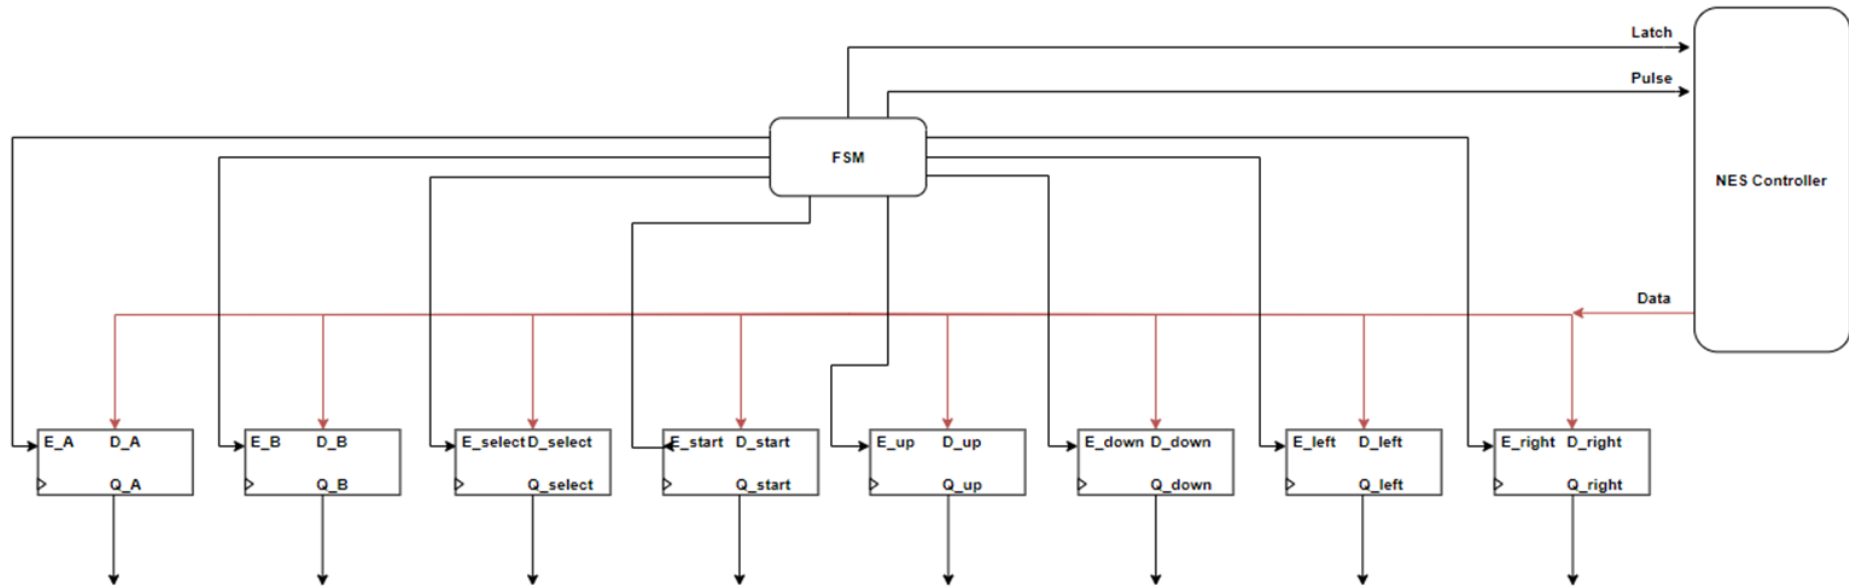 Latch
Pulse
FSM
NES Controller
Data
E_A D_A
Q_A
E_B D_B
Q_B
E_select D_select
Q_select
E_start D_start
Q_start
E_up D_up
Q_up
E_down D_down
Q_down
E_left D_left
Q_left
E_right D_right
Q_right